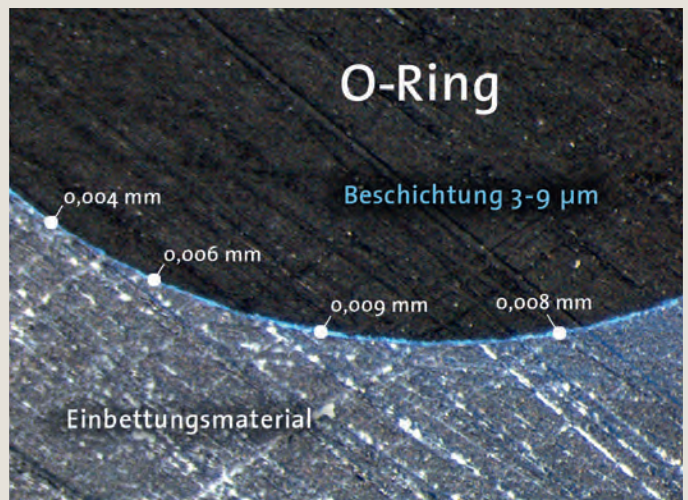 O-Ring
Beschichtung 3-9 µm
0,004 mm
0,006 mm
0,009 mm
0,008 mm
Einbettungsmaterial